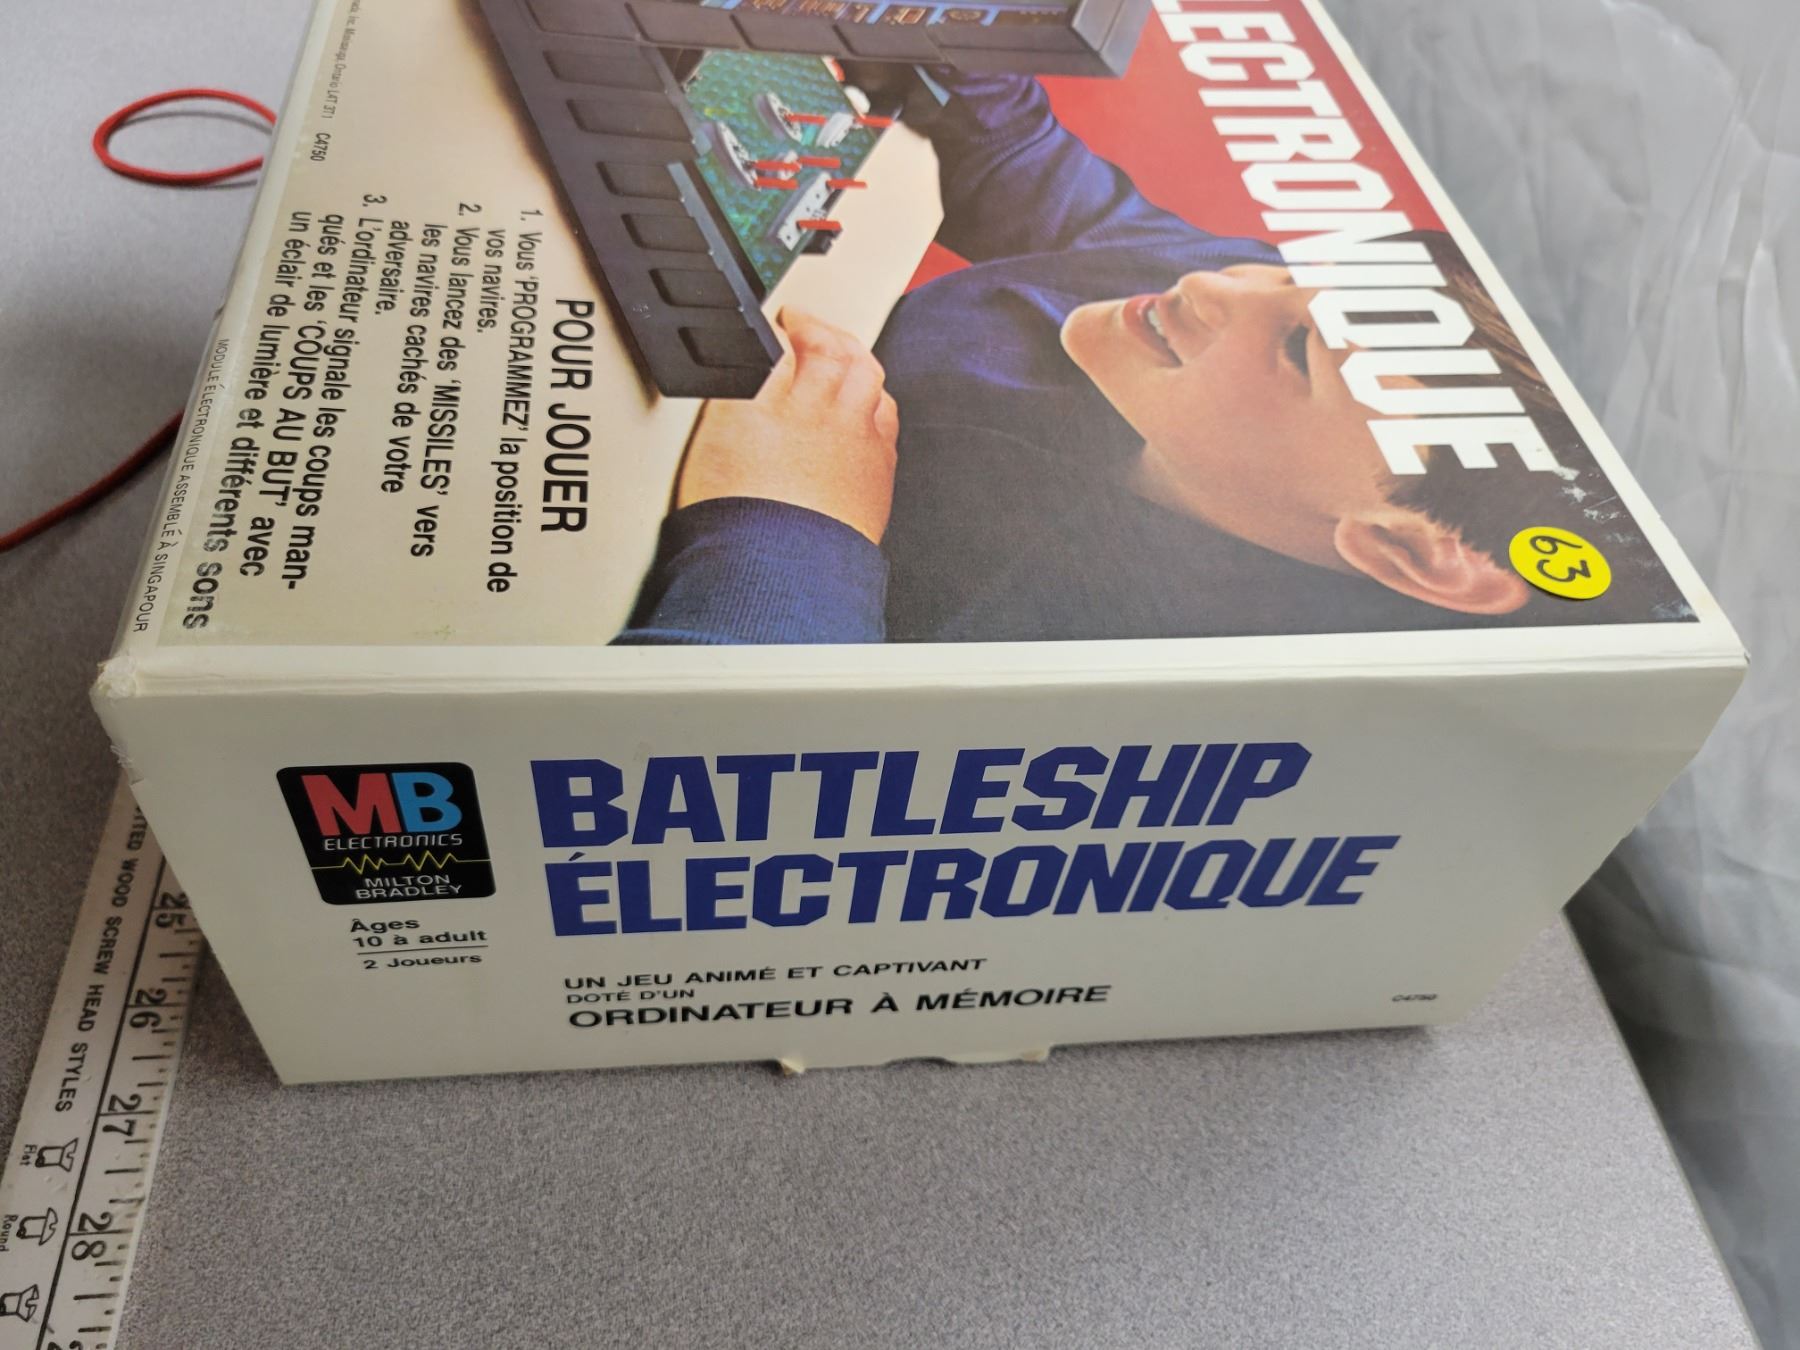 LECTRONIQUE
63
POUR JOUER
1. Vous 'PROGRAMMEZ' la position de
vos navires.
2. Vous lancez des 'MISSILES' vers
les navires cachés de votre
adversaire.
3. L'ordinateur signale les coups man-
qués et les 'COUPS AU BUT' avec
un éclair de lumière et différents sons
Ontario L4T 3T1 C4750
MODULE ÉLECTRONIQUE ASSEMBLÉ À SINGAPOUR
MB
ELECTRONICS
MILTON
BRADLEY
Âges
10 à adult
2 Joueurs
BATTLESHIP
ÉLECTRONIQUE
UN JEU ANIMÉ ET CAPTIVANT
DOTÉ D'UN
ORDINATEUR À MÉMOIRE
C4750
WOOD SCREW HEAD STYLES
25
26
27
28
Flat
Round